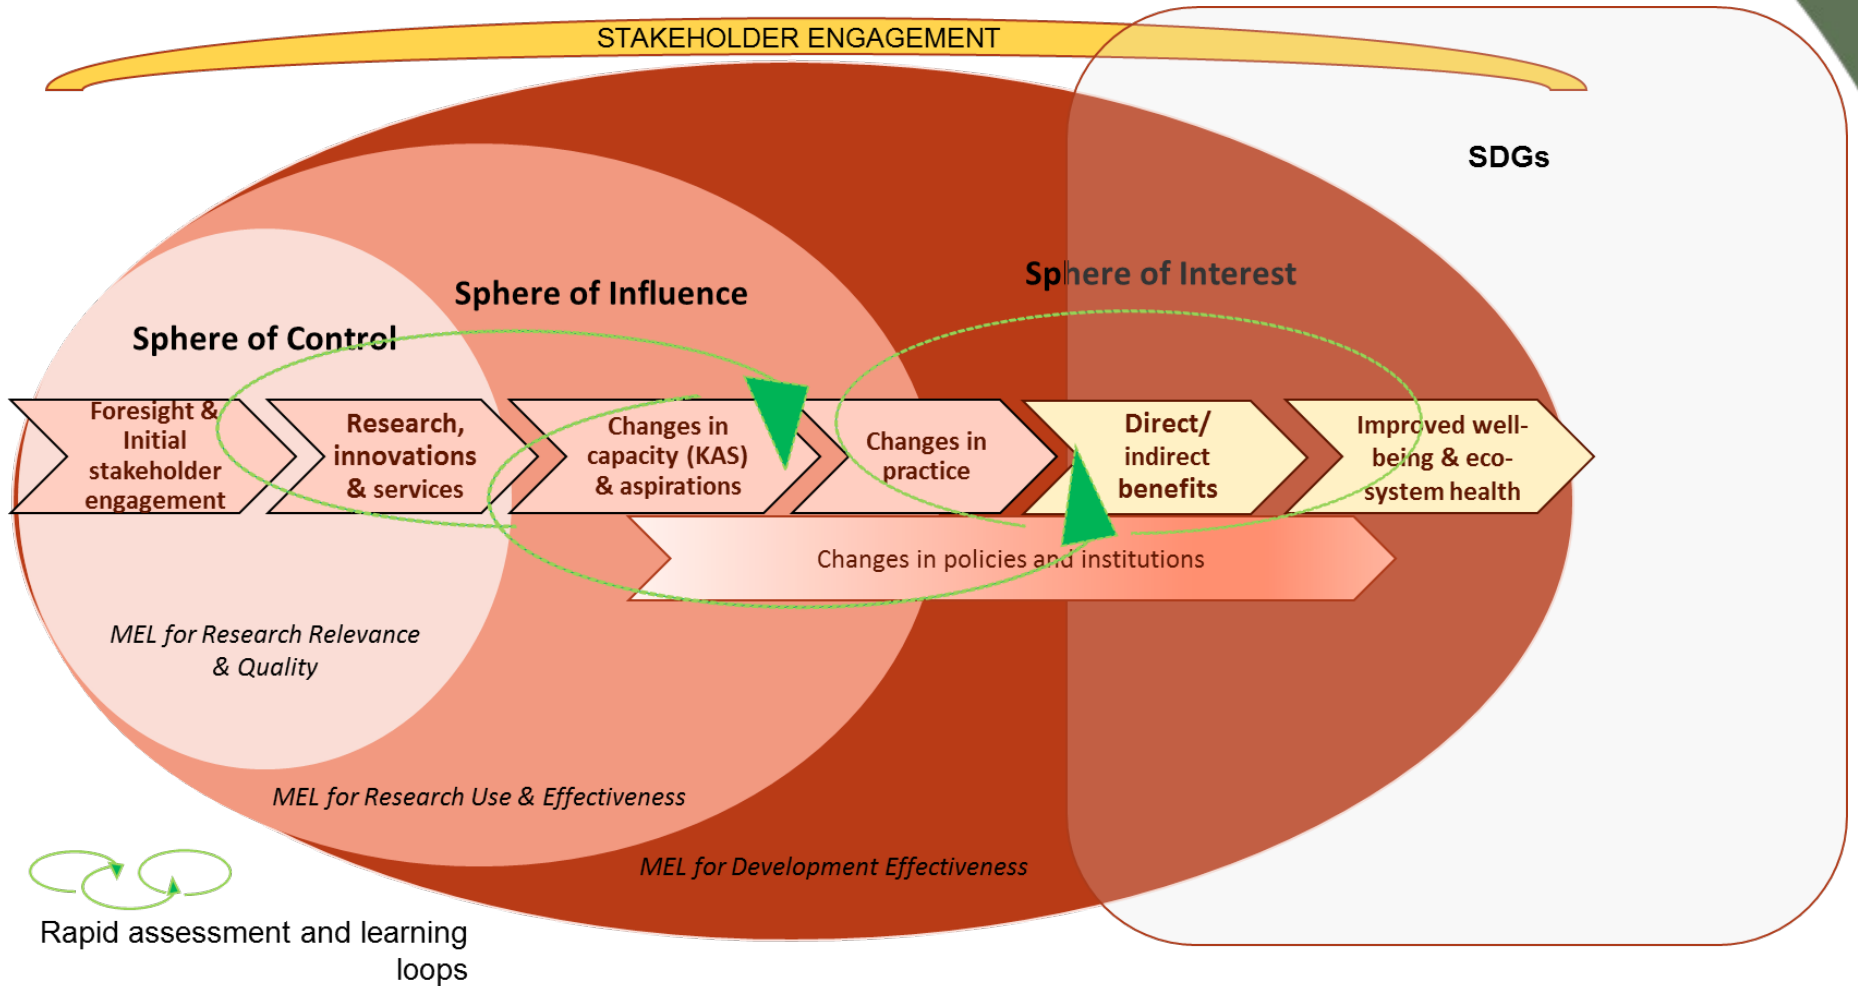 STAKEHOLDER ENGAGEMENT
SDGs
Sphere of Interest
Sphere of Influence
Sphere of Control
Foresight &
Initial
stakeholder
engagement
Research,
innovations
& services
Changes in
capacity (KAS)
& aspirations
Changes in
practice
Direct/
indirect
benefits
Improved well-
being & eco-
system health
Changes in policies and institutions
MEL for Research Relevance
& Quality
MEL for Research Use & Effectiveness
MEL for Development Effectiveness
Rapid assessment and learning
loops